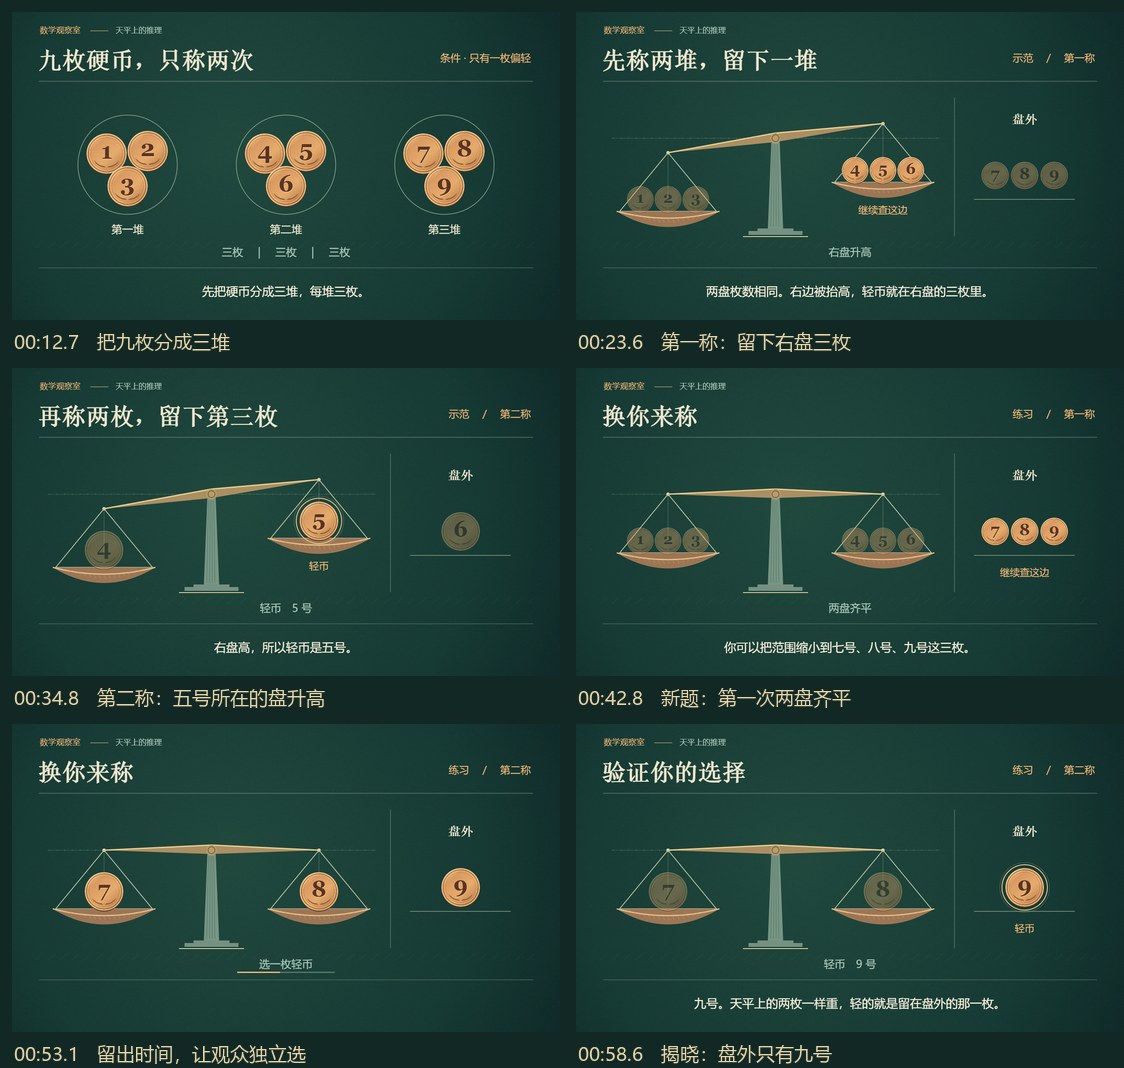 数学观察室 —— 天平上的推理
九枚硬币，只称两次
条件 · 只有一枚偏轻
1 2 3
4 5 6
7 8 9
第一堆 第二堆 第三堆
三枚 | 三枚 | 三枚
先把硬币分成三堆，每堆三枚。
00:12.7 把九枚分成三堆
数学观察室 —— 天平上的推理
先称两堆，留下一堆
示范 / 第一称
盘外
1 2 3
4 5 6
7 8 9
继续查这边
右盘升高
两盘枚数相同。右边被抬高，轻币就在右盘的三枚里。
00:23.6 第一称：留下右盘三枚
数学观察室 —— 天平上的推理
再称两枚，留下第三枚
示范 / 第二称
盘外
4
5
6
轻币
轻币 5 号
右盘高，所以轻币是五号。
00:34.8 第二称：五号所在的盘升高
数学观察室 —— 天平上的推理
换你来称
练习 / 第一称
盘外
1 2 3
4 5 6
7 8 9
继续查这边
两盘齐平
你可以把范围缩小到七号、八号、九号这三枚。
00:42.8 新题：第一次两盘齐平
数学观察室 —— 天平上的推理
换你来称
练习 / 第二称
盘外
7
8
9
选一枚轻币
00:53.1 留出时间，让观众独立选
数学观察室 —— 天平上的推理
验证你的选择
练习 / 第二称
盘外
7
8
9
轻币
轻币 9 号
九号。天平上的两枚一样重，轻的就是留在盘外的那一枚。
00:58.6 揭晓：盘外只有九号